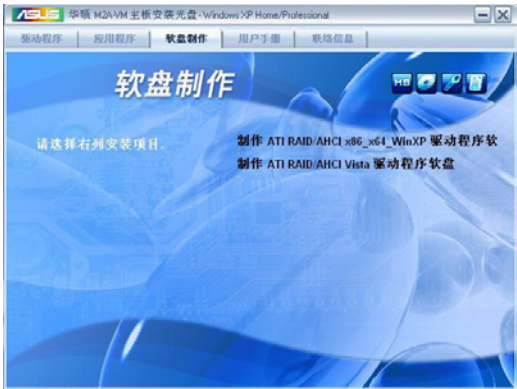 ASUS 华硕 M2A-VM 主板安装光盘 - Windows XP Home/Professional
驱动程序 应用程序 软盘制作 用户手册 联络信息
软盘制作
MB
请选择右列安装项目.
制作 ATI RAID/AHCI x86_x64_WinXP 驱动程序软
制作 ATI RAID/AHCI Vista 驱动程序软盘